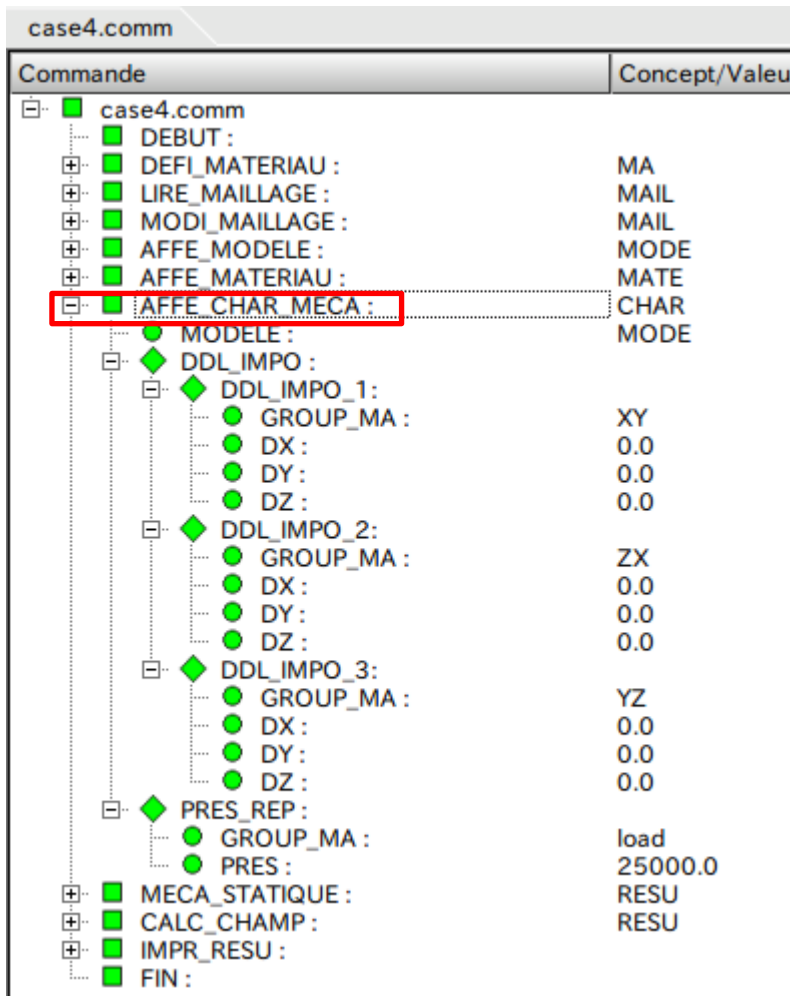 case4.comm
Commande Concept/Valeu
case4.comm
DEBUT :
DEFI_MATERIAU : MA
LIRE_MAILLAGE : MAIL
MODI_MAILLAGE : MAIL
AFFE_MODELE : MODE
AFFE_MATERIAU : MATE
AFFE_CHAR_MECA : CHAR
MODELE : MODE
DDL_IMPO :
DDL_IMPO_1:
GROUP_MA : XY
DX : 0.0
DY : 0.0
DZ : 0.0
DDL_IMPO_2:
GROUP_MA : ZX
DX : 0.0
DY : 0.0
DZ : 0.0
DDL_IMPO_3:
GROUP_MA : YZ
DX : 0.0
DY : 0.0
DZ : 0.0
PRES_REP :
GROUP_MA : load
PRES : 25000.0
MECA_STATIQUE : RESU
CALC_CHAMP : RESU
IMPR_RESU :
FIN :